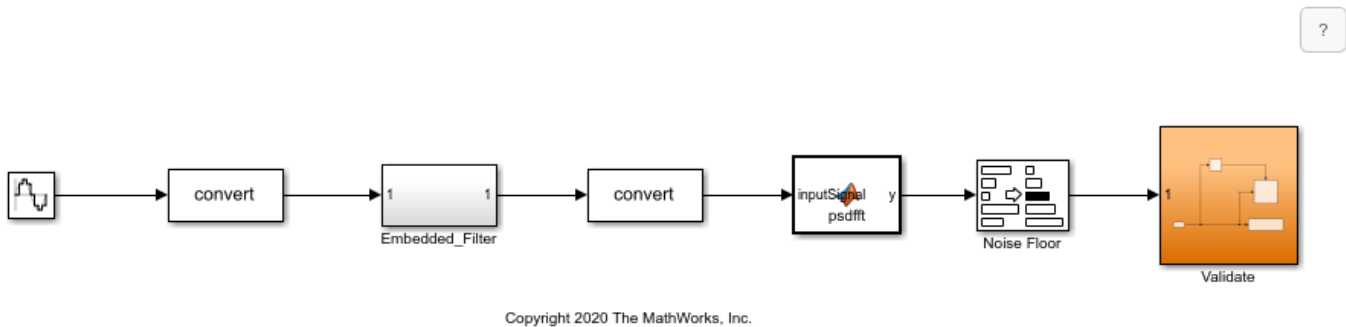 ?
convert
1 1
Embedded_Filter
convert
inputSignal y
psdfft
Noise Floor
1
Validate
Copyright 2020 The MathWorks, Inc.